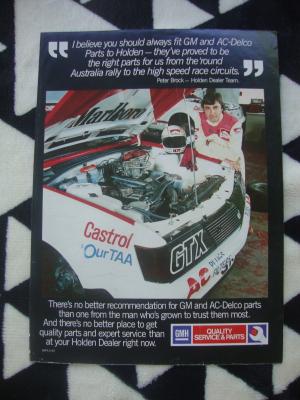 “ I believe you should always fit GM and AC-Delco
Parts to Holden – they've proved to be
the right parts for us from the 'round
Australia rally to the high speed race circuits. ”
Peter Brock – Holden Dealer Team.
Marlboro
Castrol
OurTAA
GTX
There's no better recommendation for GM and AC-Delco parts
than one from the man who's grown to trust them most.
And there's no better place to get
quality parts and expert service than
at your Holden Dealer right now.
GMH
QUALITY
SERVICE & PARTS